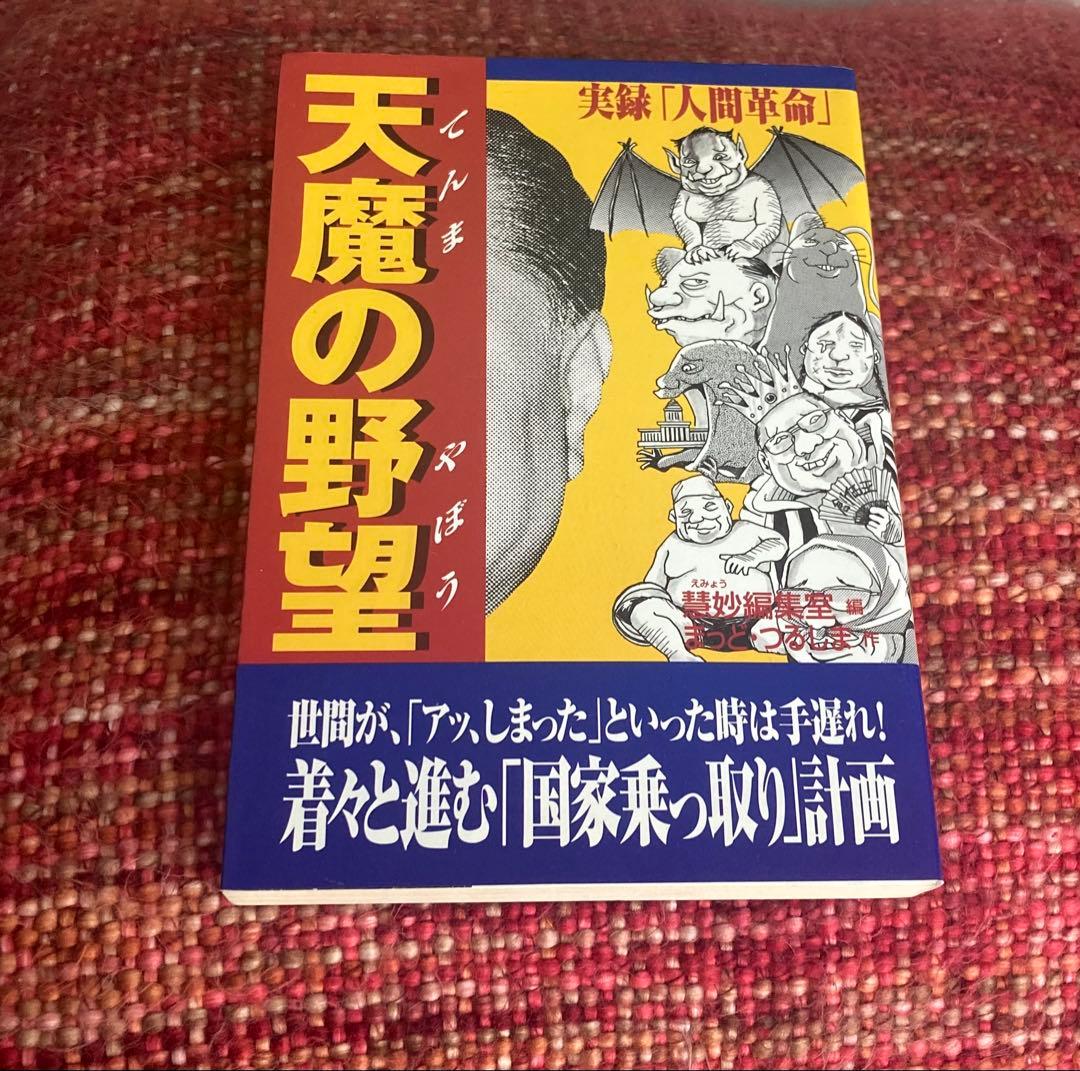 実録「人間革命」
天魔の野望
てんま やぼう
えみょう
慧妙編集室 編
まっど・つるしま 作
世間が、「アッ、しまった」といった時は手遅れ!
着々と進む「国家乗っ取り」計画